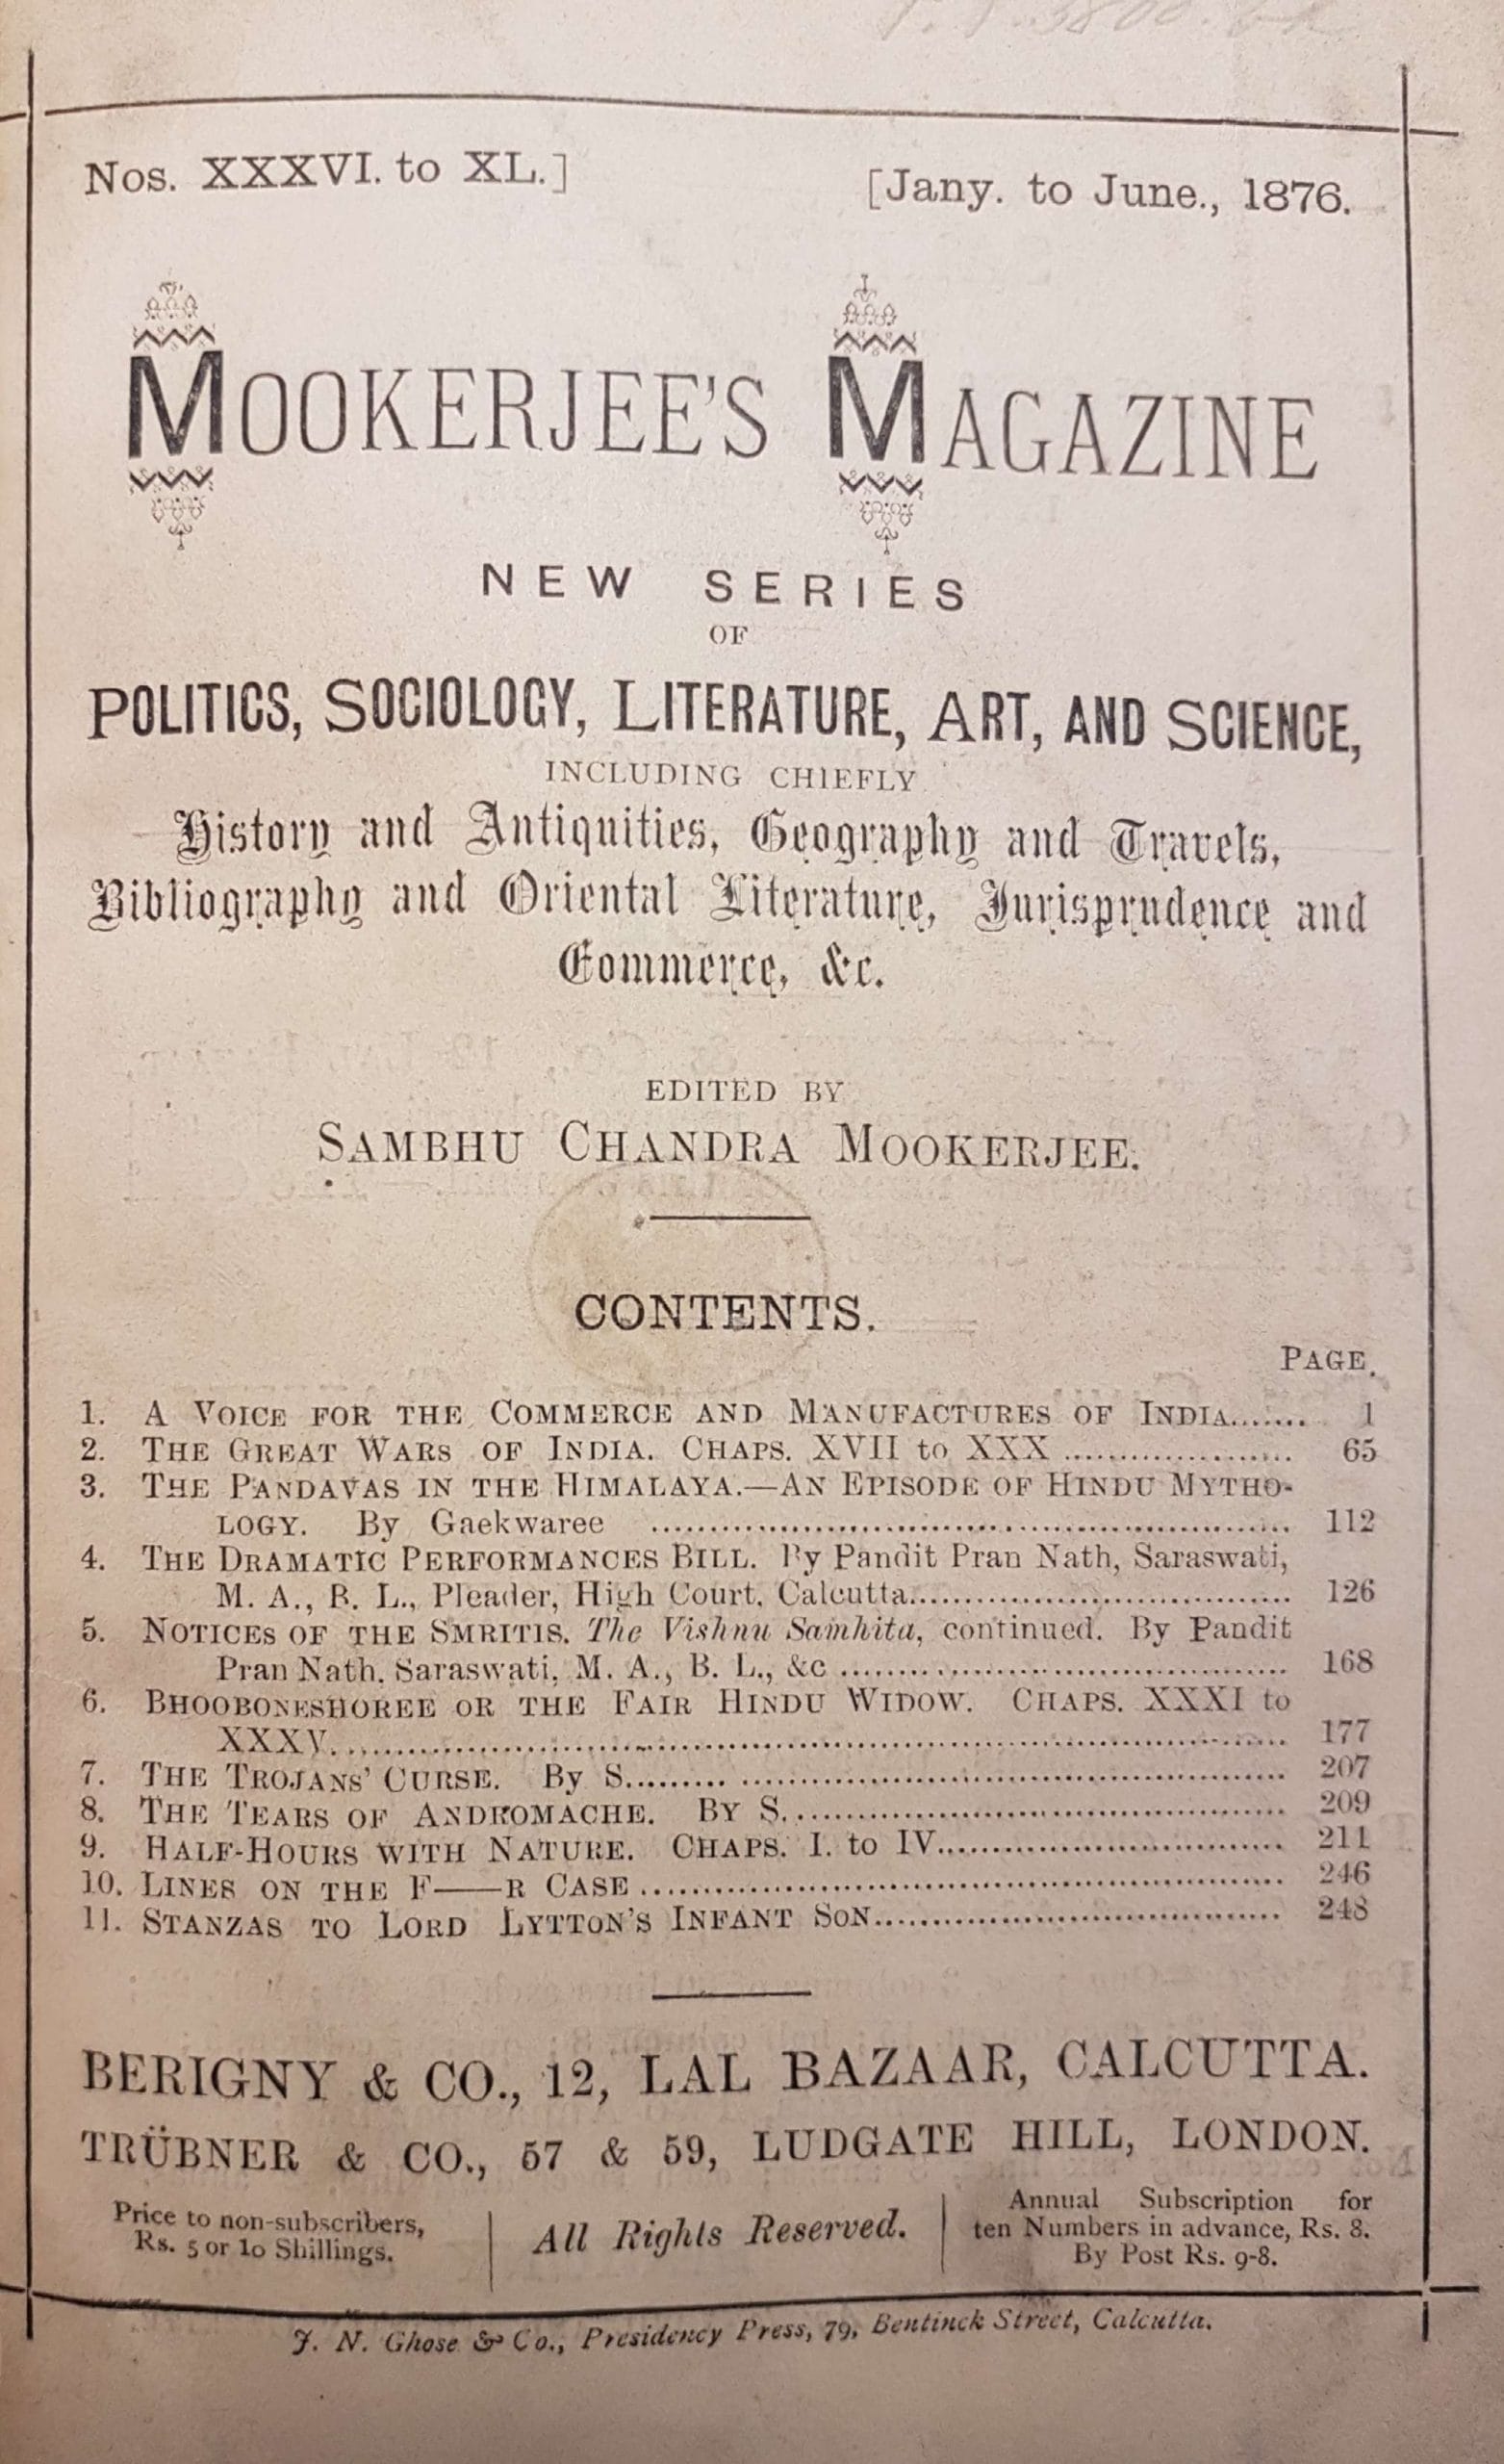 Nos. XXXVI. to XL.] [Jany. to June., 1876.
MOOKERJEE'S MAGAZINE
NEW SERIES
OF
POLITICS, SOCIOLOGY, LITERATURE, ART, AND SCIENCE,
INCLUDING CHIEFLY
History and Antiquities, Geography and Travels,
Bibliography and Oriental Literature, Jurisprudence and
Commerce, &c.
EDITED BY
SAMBHU CHANDRA MOOKERJEE.
CONTENTS.
PAGE.
1. A VOICE FOR THE COMMERCE AND MANUFACTURES OF INDIA....... 1
2. THE GREAT WARS OF INDIA. CHAPS. XVII to XXX .................... 65
3. THE PANDAVAS IN THE HIMALAYA.—AN EPISODE OF HINDU MYTHO-
LOGY. By Gaekwaree .................... 112
4. THE DRAMATIC PERFORMANCES BILL. By Pandit Pran Nath, Saraswati,
M. A., B. L., Pleader, High Court, Calcutta.................... 126
5. NOTICES OF THE SMRITIS. The Vishnu Samhita, continued. By Pandit
Pran Nath, Saraswati, M. A., B. L., &c .................... 168
6. BHOOBONESHOREE OR THE FAIR HINDU WIDOW. CHAPS. XXXI to
XXXV..................... 177
7. THE TROJANS' CURSE. By S..................... 207
8. THE TEARS OF ANDROMACHE. BY S..................... 209
9. HALF-HOURS WITH NATURE. CHAPS. I. to IV..................... 211
10. LINES ON THE F——R CASE .................... 246
11. STANZAS TO LORD LYTTON'S INFANT SON.................... 248
BERIGNY & CO., 12, LAL BAZAAR, CALCUTTA.
TRÜBNER & CO., 57 & 59, LUDGATE HILL, LONDON.
Price to non-subscribers,
Rs. 5 or 10 Shillings.
All Rights Reserved.
Annual Subscription for
ten Numbers in advance, Rs. 8.
By Post Rs. 9-8.
J. N. Ghose & Co., Presidency Press, 79, Bentinck Street, Calcutta.